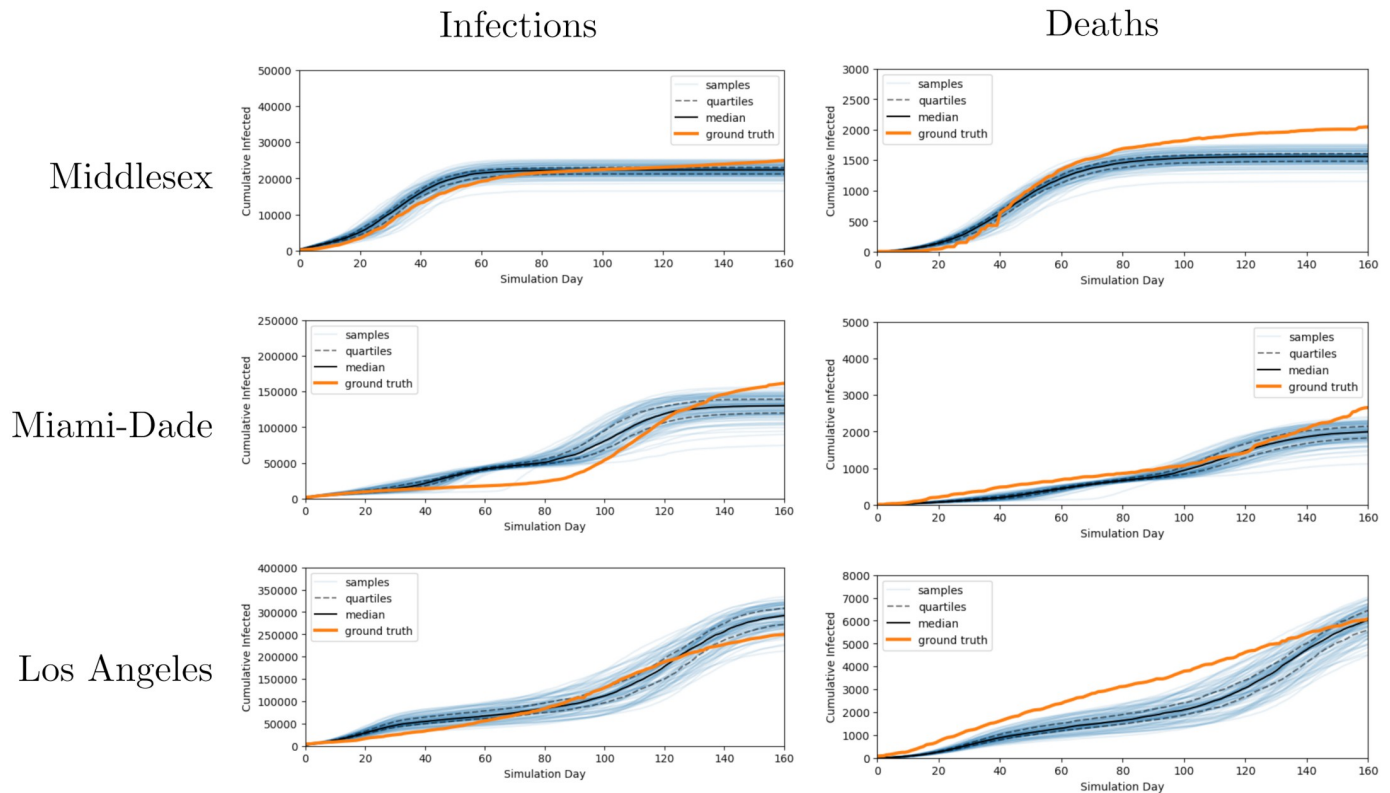 Infections
Deaths
Middlesex
50000
40000
30000
20000
10000
0
Cumulative Infected
0 20 40 60 80 100 120 140 160
Simulation Day
samples
quartiles
median
ground truth
3000
2500
2000
1500
1000
500
0
Cumulative Infected
0 20 40 60 80 100 120 140 160
Simulation Day
samples
quartiles
median
ground truth
Miami-Dade
250000
200000
150000
100000
50000
0
Cumulative Infected
0 20 40 60 80 100 120 140 160
Simulation Day
samples
quartiles
median
ground truth
5000
4000
3000
2000
1000
0
Cumulative Infected
0 20 40 60 80 100 120 140 160
Simulation Day
samples
quartiles
median
ground truth
Los Angeles
400000
350000
300000
250000
200000
150000
100000
50000
0
Cumulative Infected
0 20 40 60 80 100 120 140 160
Simulation Day
samples
quartiles
median
ground truth
8000
7000
6000
5000
4000
3000
2000
1000
0
Cumulative Infected
0 20 40 60 80 100 120 140 160
Simulation Day
samples
quartiles
median
ground truth